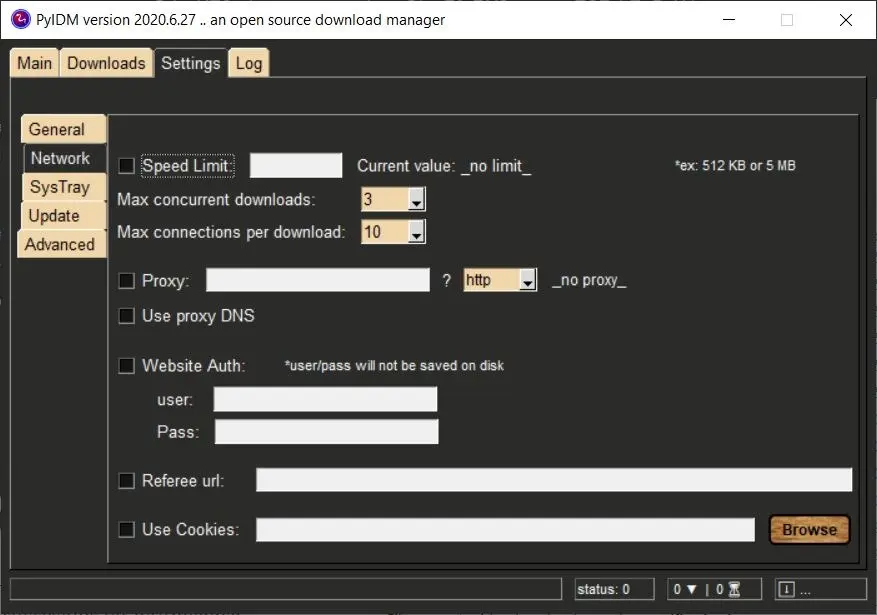 PyIDM version 2020.6.27 .. an open source download manager
Main Downloads Settings Log
General
Network
SysTray
Update
Advanced
Speed Limit: Current value: _no limit_ *ex: 512 KB or 5 MB
Max concurrent downloads: 3
Max connections per download: 10
Proxy: ? http _no proxy_
Use proxy DNS
Website Auth: *user/pass will not be saved on disk
user:
Pass:
Referee url:
Use Cookies: Browse
status: 0 0 ▼ | 0 ⏳ ...